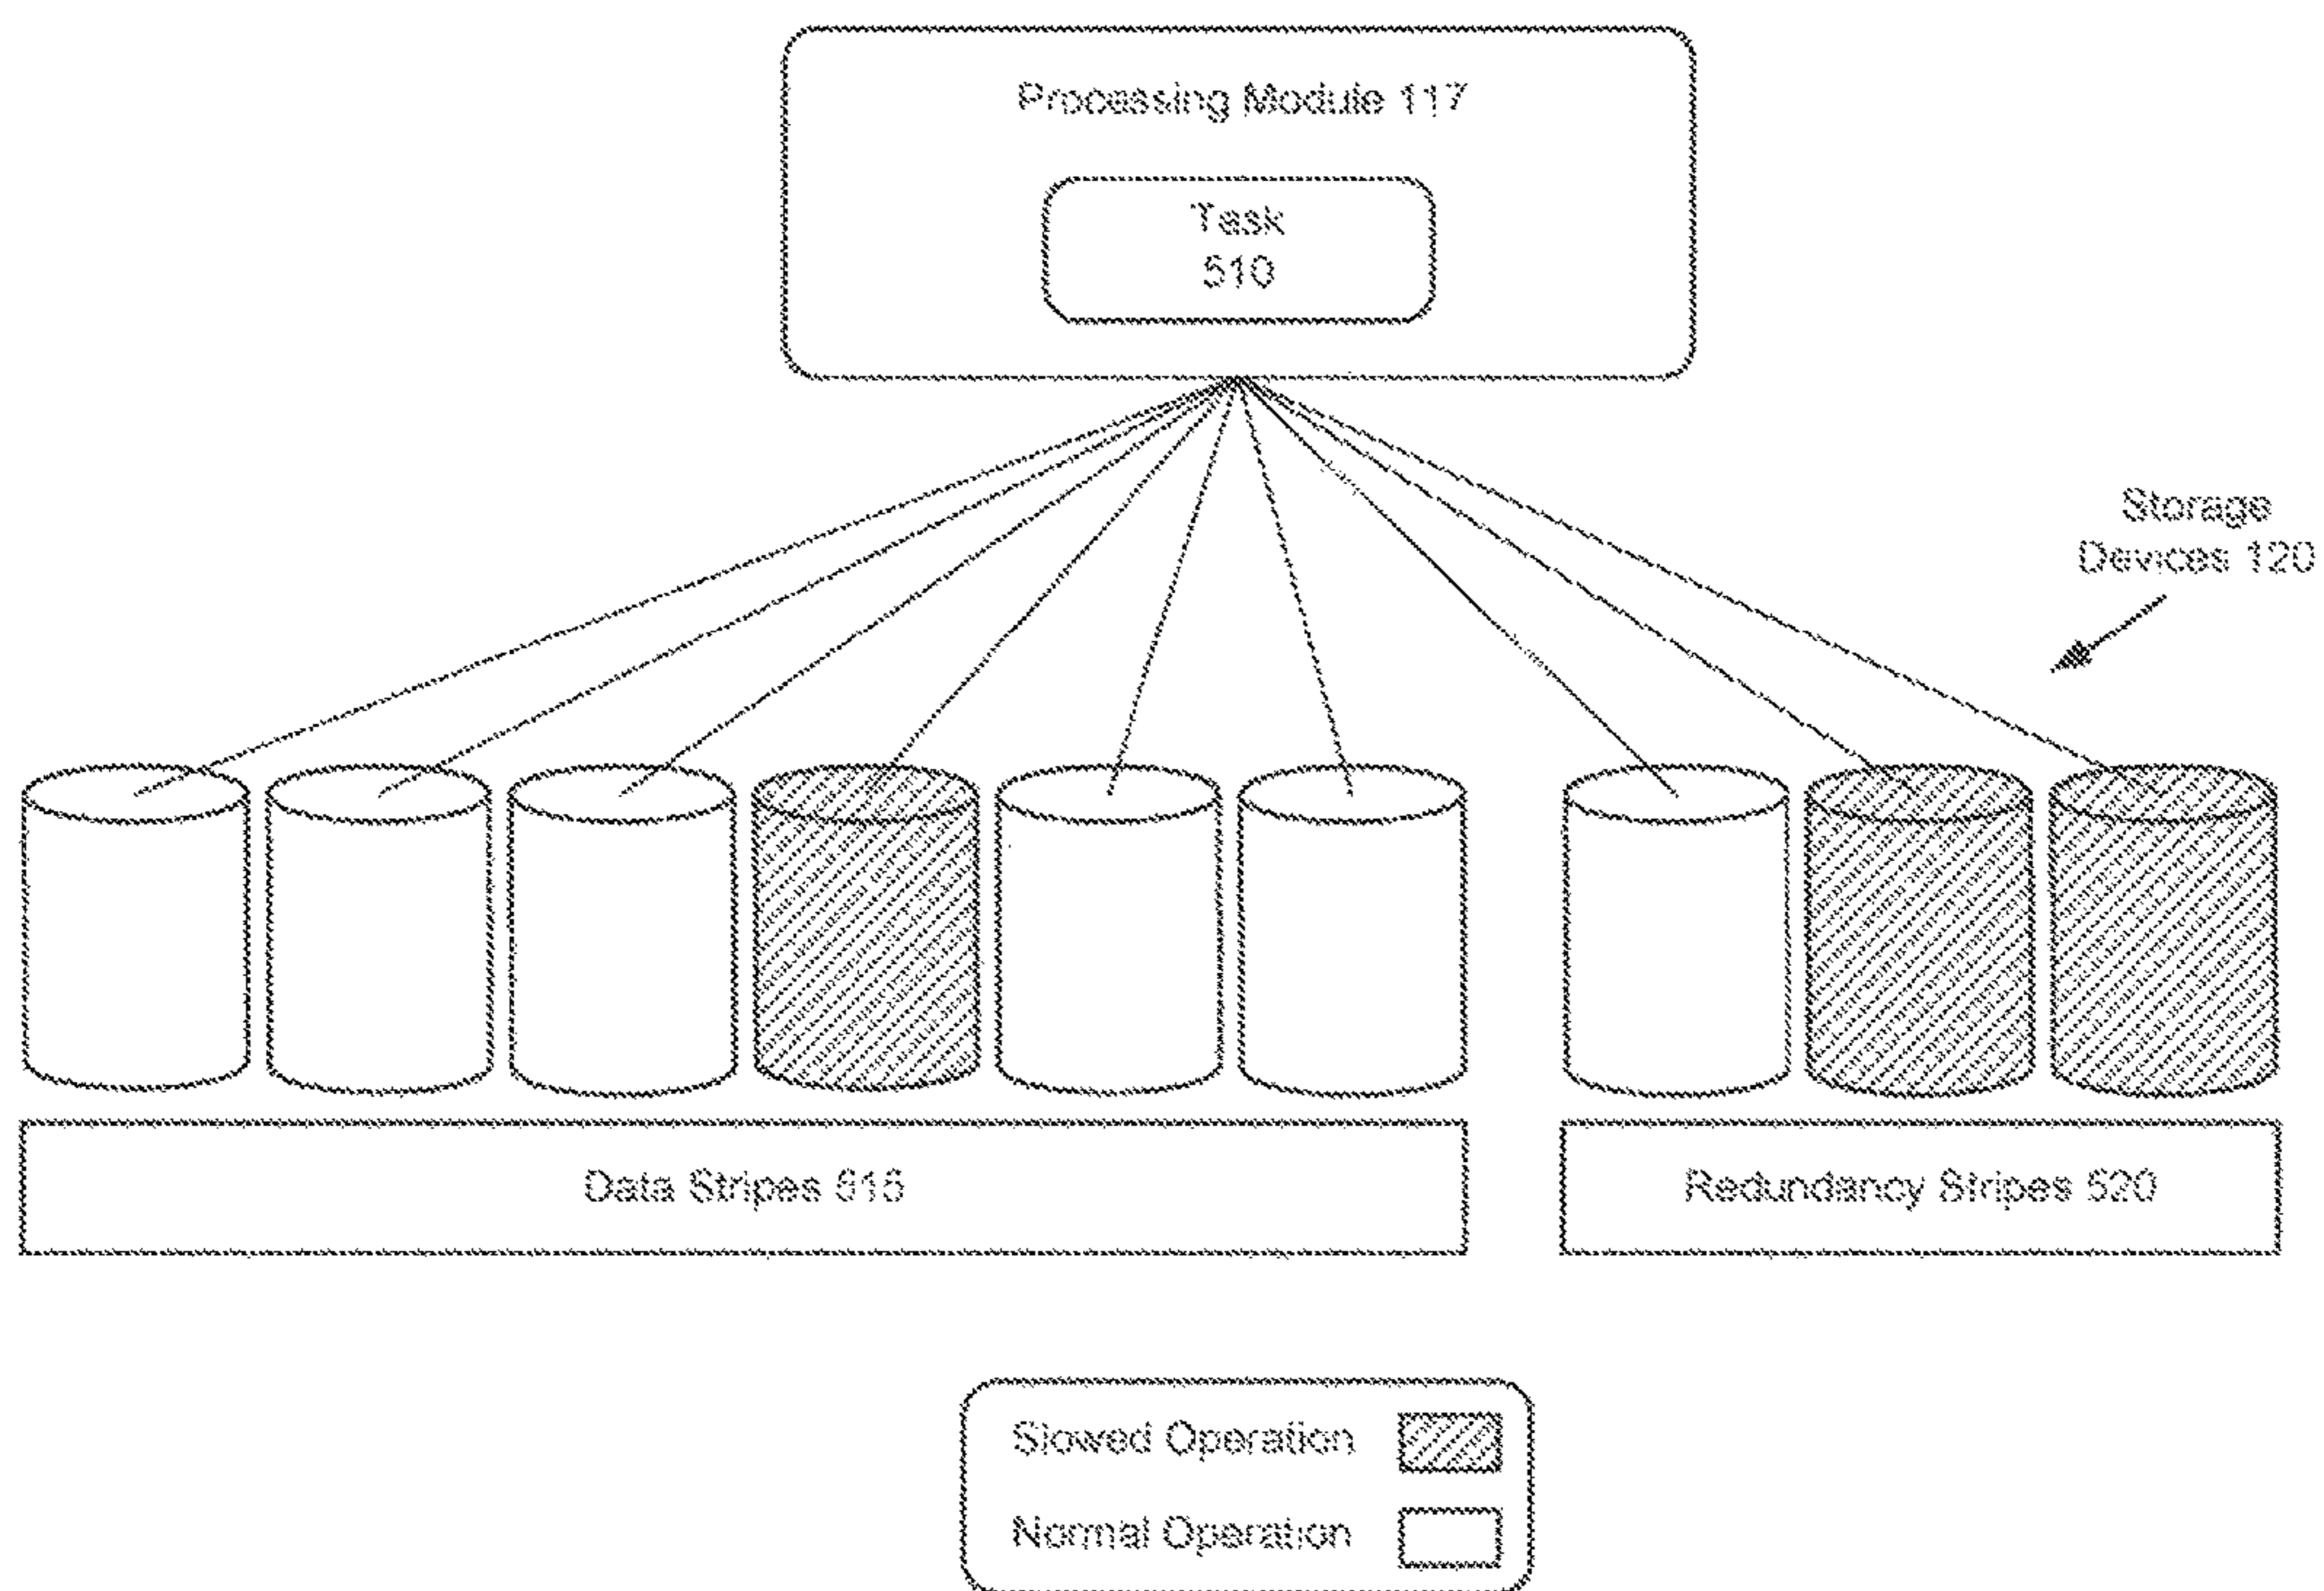 Processing Module 117
Task
510
Storage
Devices 120
Data Stripes 515
Redundancy Stripes 520
Slowed Operation
Normal Operation